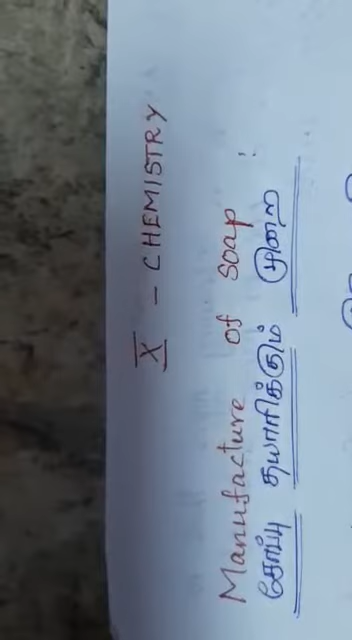 X - CHEMISTRY
Manufacture of soap :
சோப்பு தயாரிக்கும் முறை